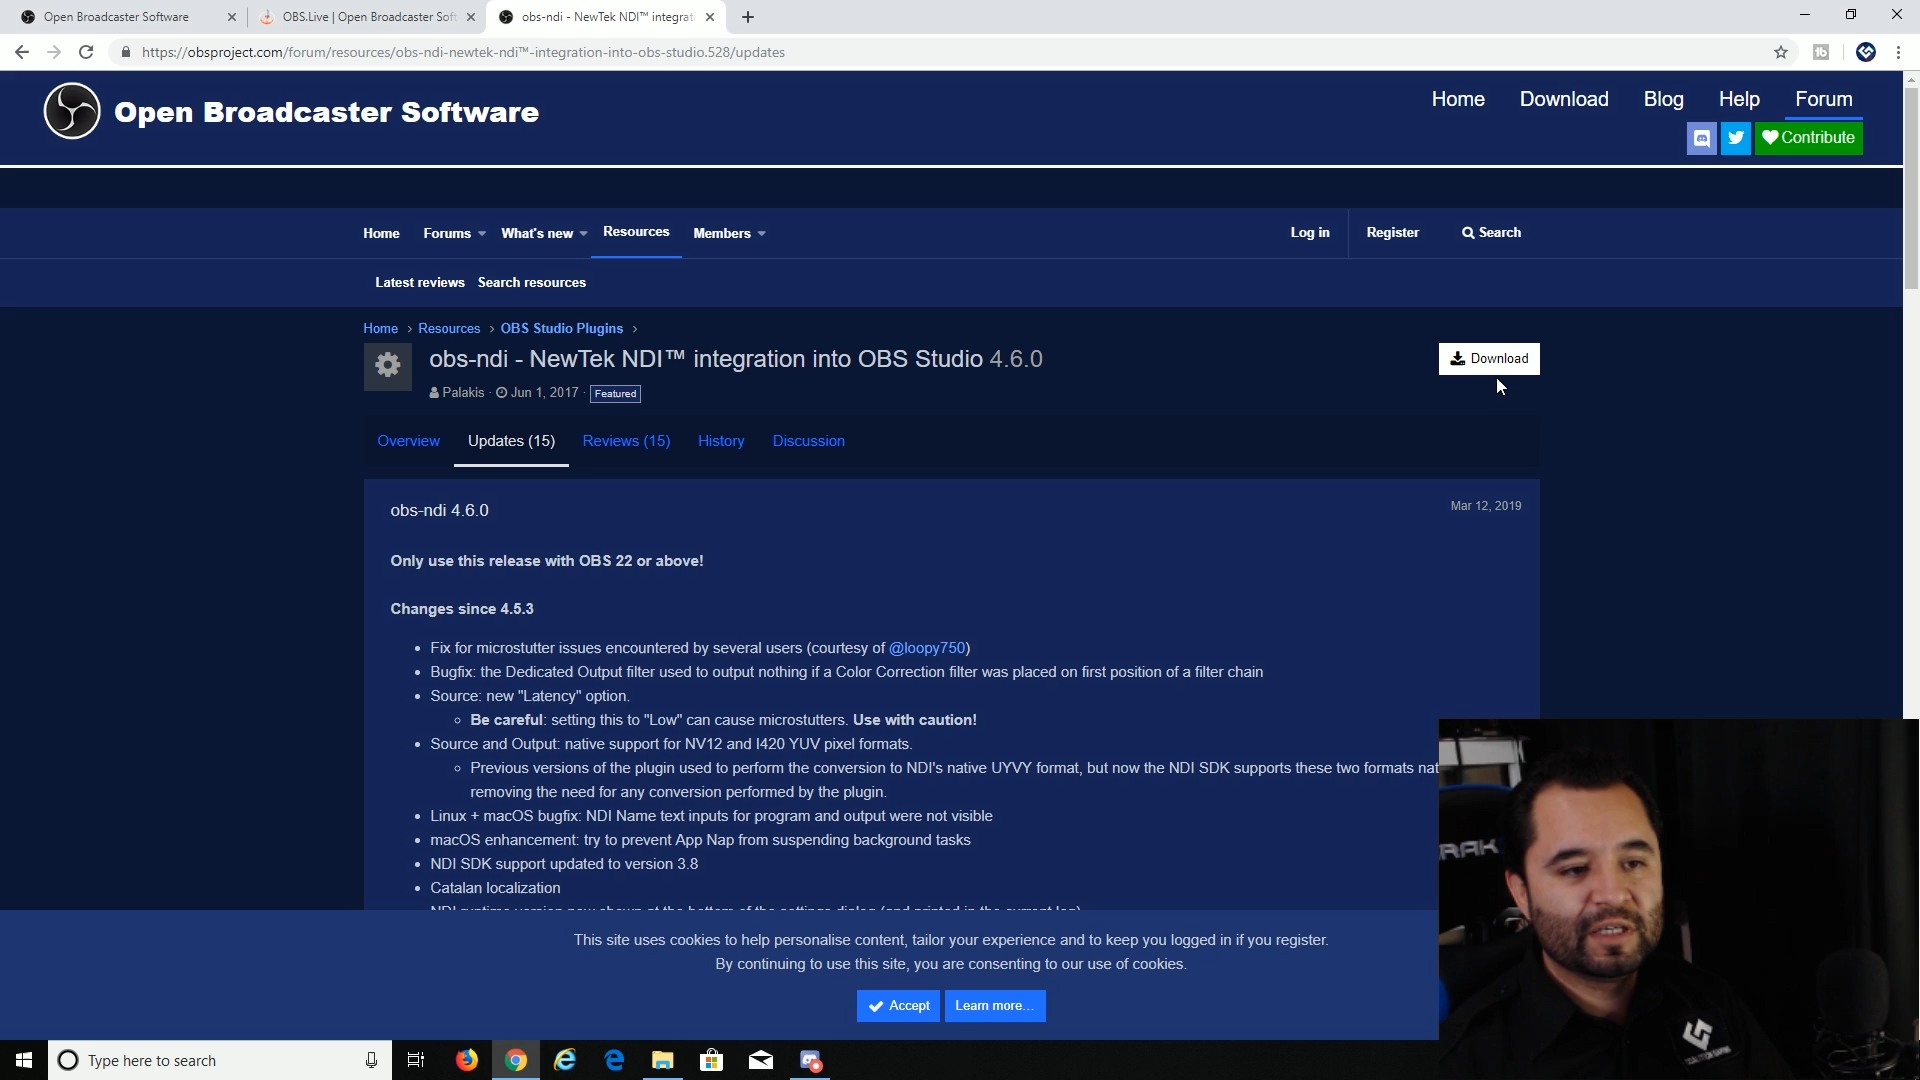 Open Broadcaster Software
OBS.Live | Open Broadcaster Soft
obs-ndi - NewTek NDI™ integrat
https://obsproject.com/forum/resources/obs-ndi-newtek-ndi™-integration-into-obs-studio.528/updates
Open Broadcaster Software
Home Download Blog Help Forum
Contribute
Home Forums What's new Resources Members Log in Register Search
Latest reviews Search resources
Home › Resources › OBS Studio Plugins ›
obs-ndi - NewTek NDI™ integration into OBS Studio 4.6.0
Download
Palakis · Jun 1, 2017 · Featured
Overview Updates (15) Reviews (15) History Discussion
obs-ndi 4.6.0
Mar 12, 2019
Only use this release with OBS 22 or above!
Changes since 4.5.3
• Fix for microstutter issues encountered by several users (courtesy of @loopy750)
• Bugfix: the Dedicated Output filter used to output nothing if a Color Correction filter was placed on first position of a filter chain
• Source: new "Latency" option.
◦ Be careful: setting this to "Low" can cause microstutters. Use with caution!
• Source and Output: native support for NV12 and I420 YUV pixel formats.
◦ Previous versions of the plugin used to perform the conversion to NDI's native UYVY format, but now the NDI SDK supports these two formats nat
removing the need for any conversion performed by the plugin.
• Linux + macOS bugfix: NDI Name text inputs for program and output were not visible
• macOS enhancement: try to prevent App Nap from suspending background tasks
• NDI SDK support updated to version 3.8
• Catalan localization
This site uses cookies to help personalise content, tailor your experience and to keep you logged in if you register.
By continuing to use this site, you are consenting to our use of cookies.
Accept Learn more...
Type here to search